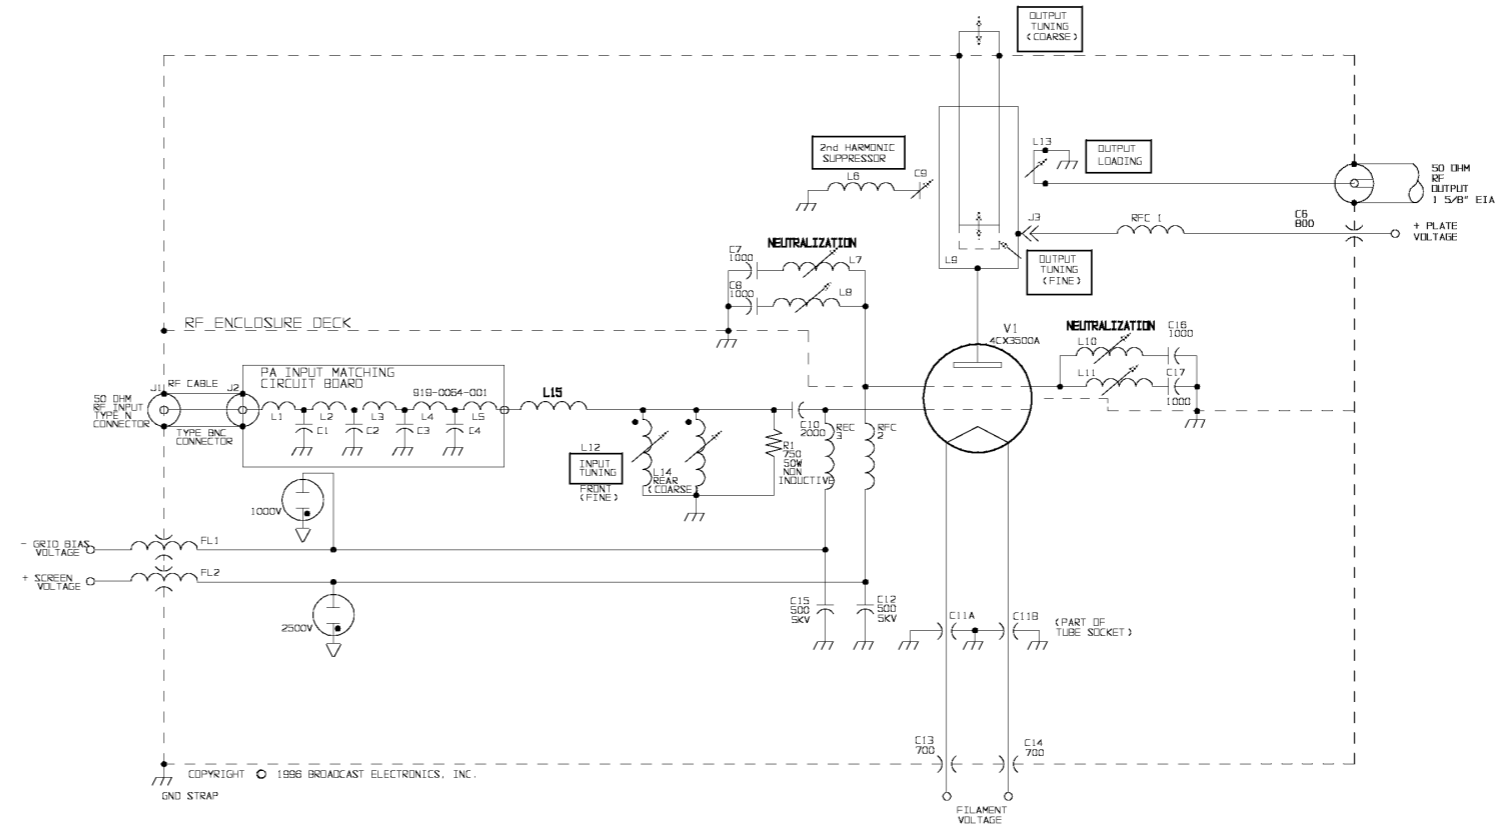 OUTPUT
TUNING
(COARSE)
2nd HARMONIC
SUPPRESSOR
L6
C9
L13
OUTPUT
LOADING
50 OHM
RF
OUTPUT
1 5/8" EIA
J3
RFC 1
C6
800
+ PLATE
VOLTAGE
L9
OUTPUT
TUNING
(FINE)
NEUTRALIZATION
C7
1000
L7
C8
1000
L8
RF ENCLOSURE DECK
V1
4CX3500A
NEUTRALIZATION
C16
1000
L10
L11
C17
1000
PA INPUT MATCHING
CIRCUIT BOARD
919-0064-001
J1
RF CABLE
J2
50 OHM
RF INPUT
TYPE N
CONNECTOR
TYPE BNC
CONNECTOR
L1
L2
L3
L4
L5
C1
C2
C3
C4
L15
L12
INPUT
TUNING
FRONT
(FINE)
L14
REAR
(COARSE)
R1
750
50W
NON
INDUCTIVE
C10
2000
REC
3
RFC
2
1000V
- GRID BIAS
VOLTAGE
FL1
+ SCREEN
VOLTAGE
FL2
2500V
C15
500
5KV
C12
500
5KV
C11A
C11B
(PART OF
TUBE SOCKET)
C13
700
C14
700
COPYRIGHT © 1996 BROADCAST ELECTRONICS, INC.
GND STRAP
FILAMENT
VOLTAGE